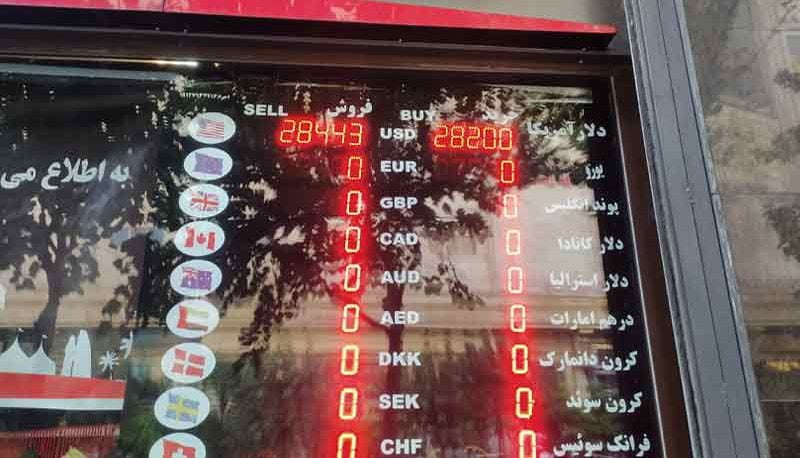 SELL فروش BUY خرید
28443 USD 28200 دلار آمریکا
0 EUR 0 یورو
0 GBP 0 پوند انگلیس
0 CAD 0 دلار کانادا
0 AUD 0 دلار استرالیا
0 AED 0 درهم امارات
0 DKK 0 کرون دانمارک
0 SEK 0 کرون سوئد
0 CHF 0 فرانک سوئیس
به اطلاع می